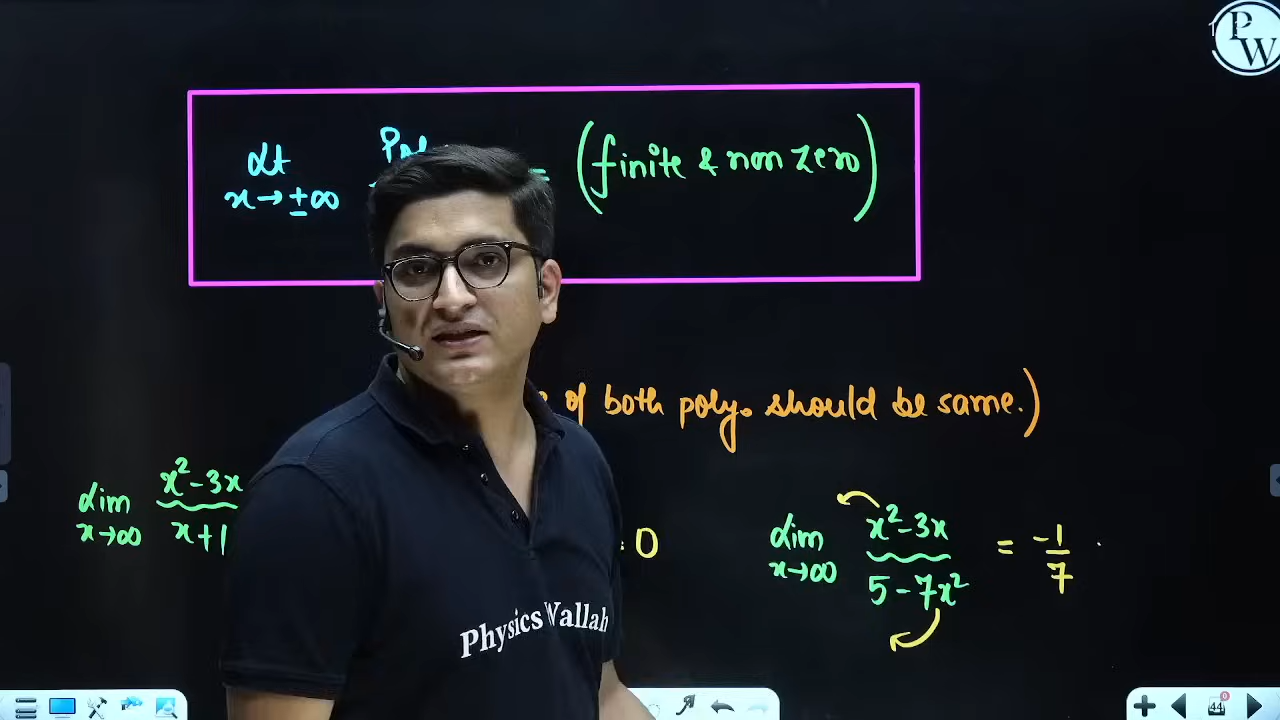 PW
Lt
x→±∞
= (finite & non zero)
of both poly. should be same.)
lim x→∞ x²-3x / x+1
0
lim x→∞ x²-3x / 5-7x² = -1/7
Physics Wallah
44